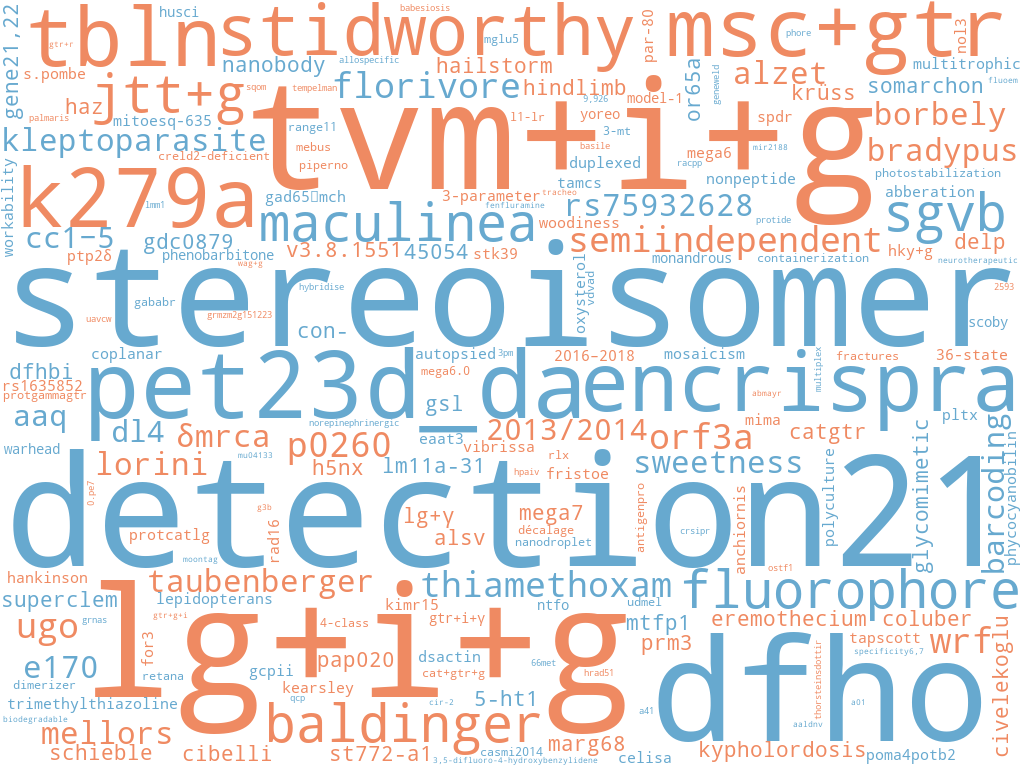 tbln
stidworthy
msc+gtr
husci
babesiosis
mglu5
phore
par-80
nol3
gene21,22
gtr+r
allospecific
s.pombe
nanobody
hailstorm
multitrophic
jtt+g
sqom
tempelman
florivore
hindlimb
9,926
model-1
or65a
geneweld
alzet
somarchon
fluoem
haz
kruss
palmaris
mitoesq-635
range11
l1-lr
yoreo
spdr
borbely
tvm+i+g
kleptoparasite
mebus
3-mt
basile
mega6
mir2188
bradypus
creld2-deficient
piperno
duplexed
racpp
workability
k279a
lmm1
tamcs
nonpeptide
photostabilization
3-parameter
tracheo
aberration
gad65
mch
fenfluramine
rs75932628
protide
sgvb
maculinea
woodiness
cc1−5
gdc0879
semiindependent
delp
ptp2δ
phenobarbitone
v3.8.1551
45054
stk39
oxysterol
vdvad
monandrous
containerization
hky+g
neurotherapeutic
wag+g
stereoisomer
hybridise
2593
gababr
uavcw
grmzm2g151223
con-
scoby
coplanar
autopsied
3pm
2016−2018
mosaicism
multiplex
fractures
36-state
dfhbi
rs1635852
pet23d_da
mega6.0
encrispra
protgammagtr
abmayr
aaq
gsl
norepinephrinergic
mima
pltx
dl4
δmrca
eaat3
2013/2014
orf3a
catgtr
warhead
mu04133
p0260
vibrissa
rlx
barcoding
phycocyanobilin
lorini
h5nx
lm11a-31
hpaiv
fristoe
sweetness
polyculture
glycomimetic
0.pe7
detection21
g3b
antigenpro
anchiornis
lg+γ
mega7
protcatlg
rad16
alsv
décalage
crsipr
nanodroplet
moontag
ostf1
hankinson
taubenberger
thiamethoxam
fluorophore
superclem
lepidopterans
kimr15
ntfo
udmel
grnas
gtr+g+i
4-class
gtr+i+γ
mtfp1
eremothecium
coluber
ugo
for3
lg+i+g
prm3
tapscott
wrf
dsactin
specificity6,7
civelekoglu
e170
pap020
66met
retana
gcpii
cat+gtr+g
hrad51
thorsteinsdottir
dimerizer
kearsley
5-ht1
dfho
trimethylthiazoline
qcp
cir-2
a41
a01
biodegradable
baldinger
aaldnv
mellors
marg68
kypholordosis
schieble
cibelli
st772-a1
casmi2014
celisa
poma4potb2
3,5-difluoro-4-hydroxybenzylidene